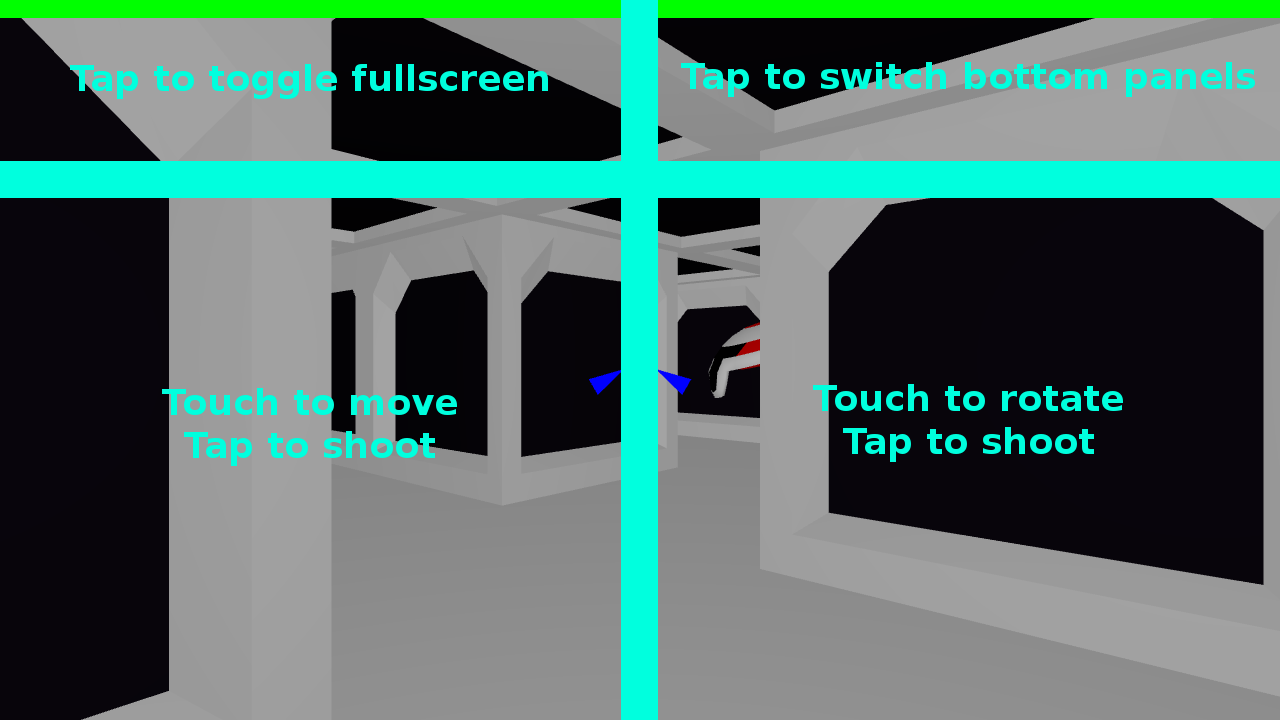 Tap to toggle fullscreen
Tap to switch bottom panels
Touch to move
Tap to shoot
Touch to rotate
Tap to shoot